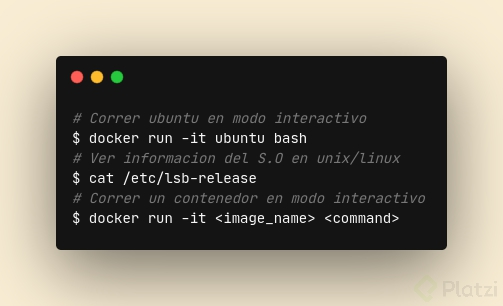 # Correr ubuntu en modo interactivo
$ docker run -it ubuntu bash
# Ver informacion del S.O en unix/linux
$ cat /etc/lsb-release
# Correr un contenedor en modo interactivo
$ docker run -it <image_name> <command>
Platzi